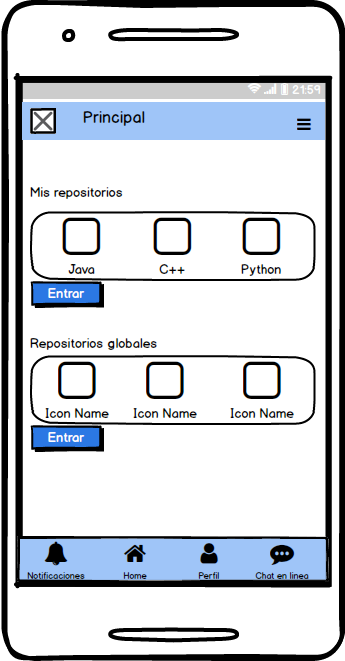 21:59
Principal
Mis repositorios
Java C++ Python
Entrar
Repositorios globales
Icon Name Icon Name Icon Name
Entrar
Notificaciones Home Perfil Chat en linea